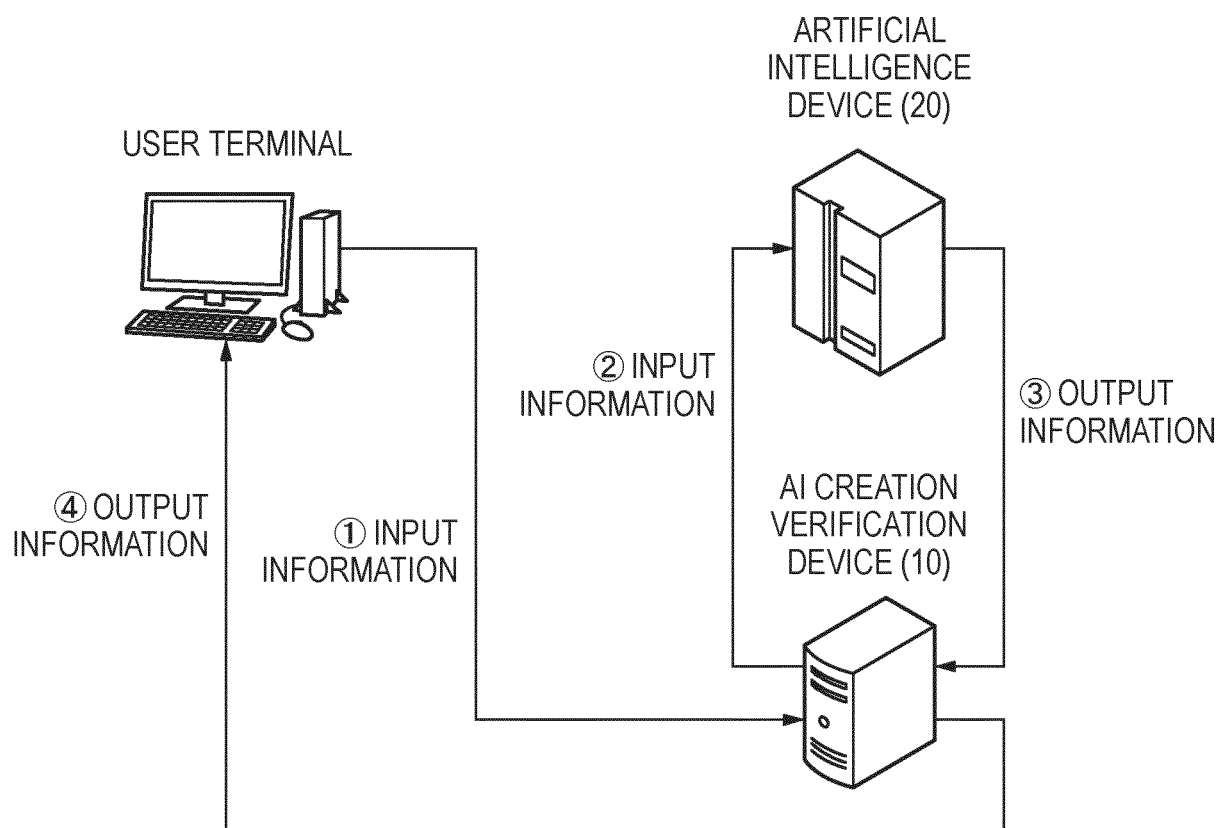 ARTIFICIAL
INTELLIGENCE
DEVICE (20)
USER TERMINAL
② INPUT
INFORMATION
③ OUTPUT
INFORMATION
④ OUTPUT
INFORMATION
① INPUT
INFORMATION
AI CREATION
VERIFICATION
DEVICE (10)